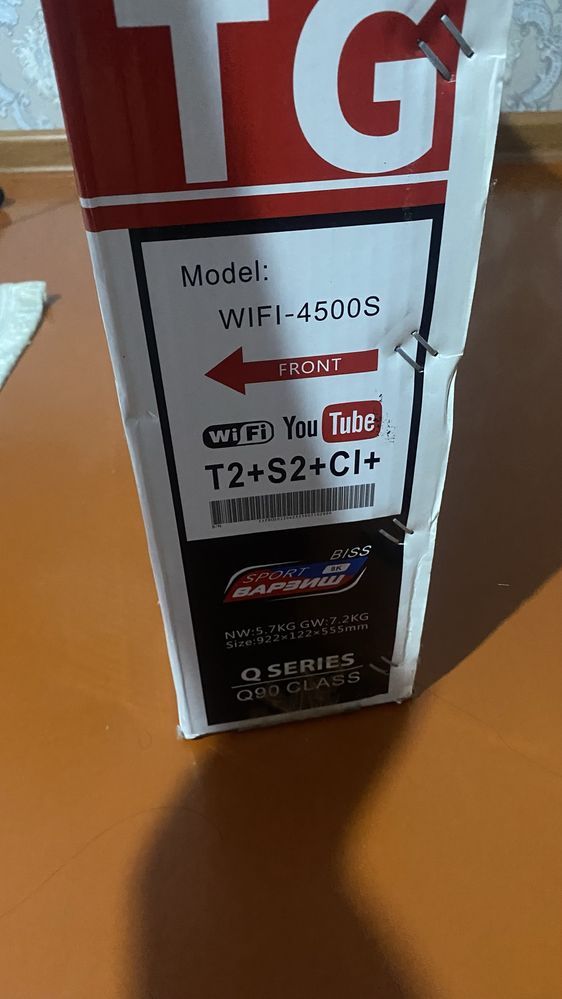 TG
Model:
WIFI-4500S
FRONT
WiFi YouTube
T2+S2+CI+
BISS
SPORT 8K
ВАРЗИШ
NW:5.7KG GW:7.2KG
Size:922×122×555mm
Q SERIES
Q90 CLASS